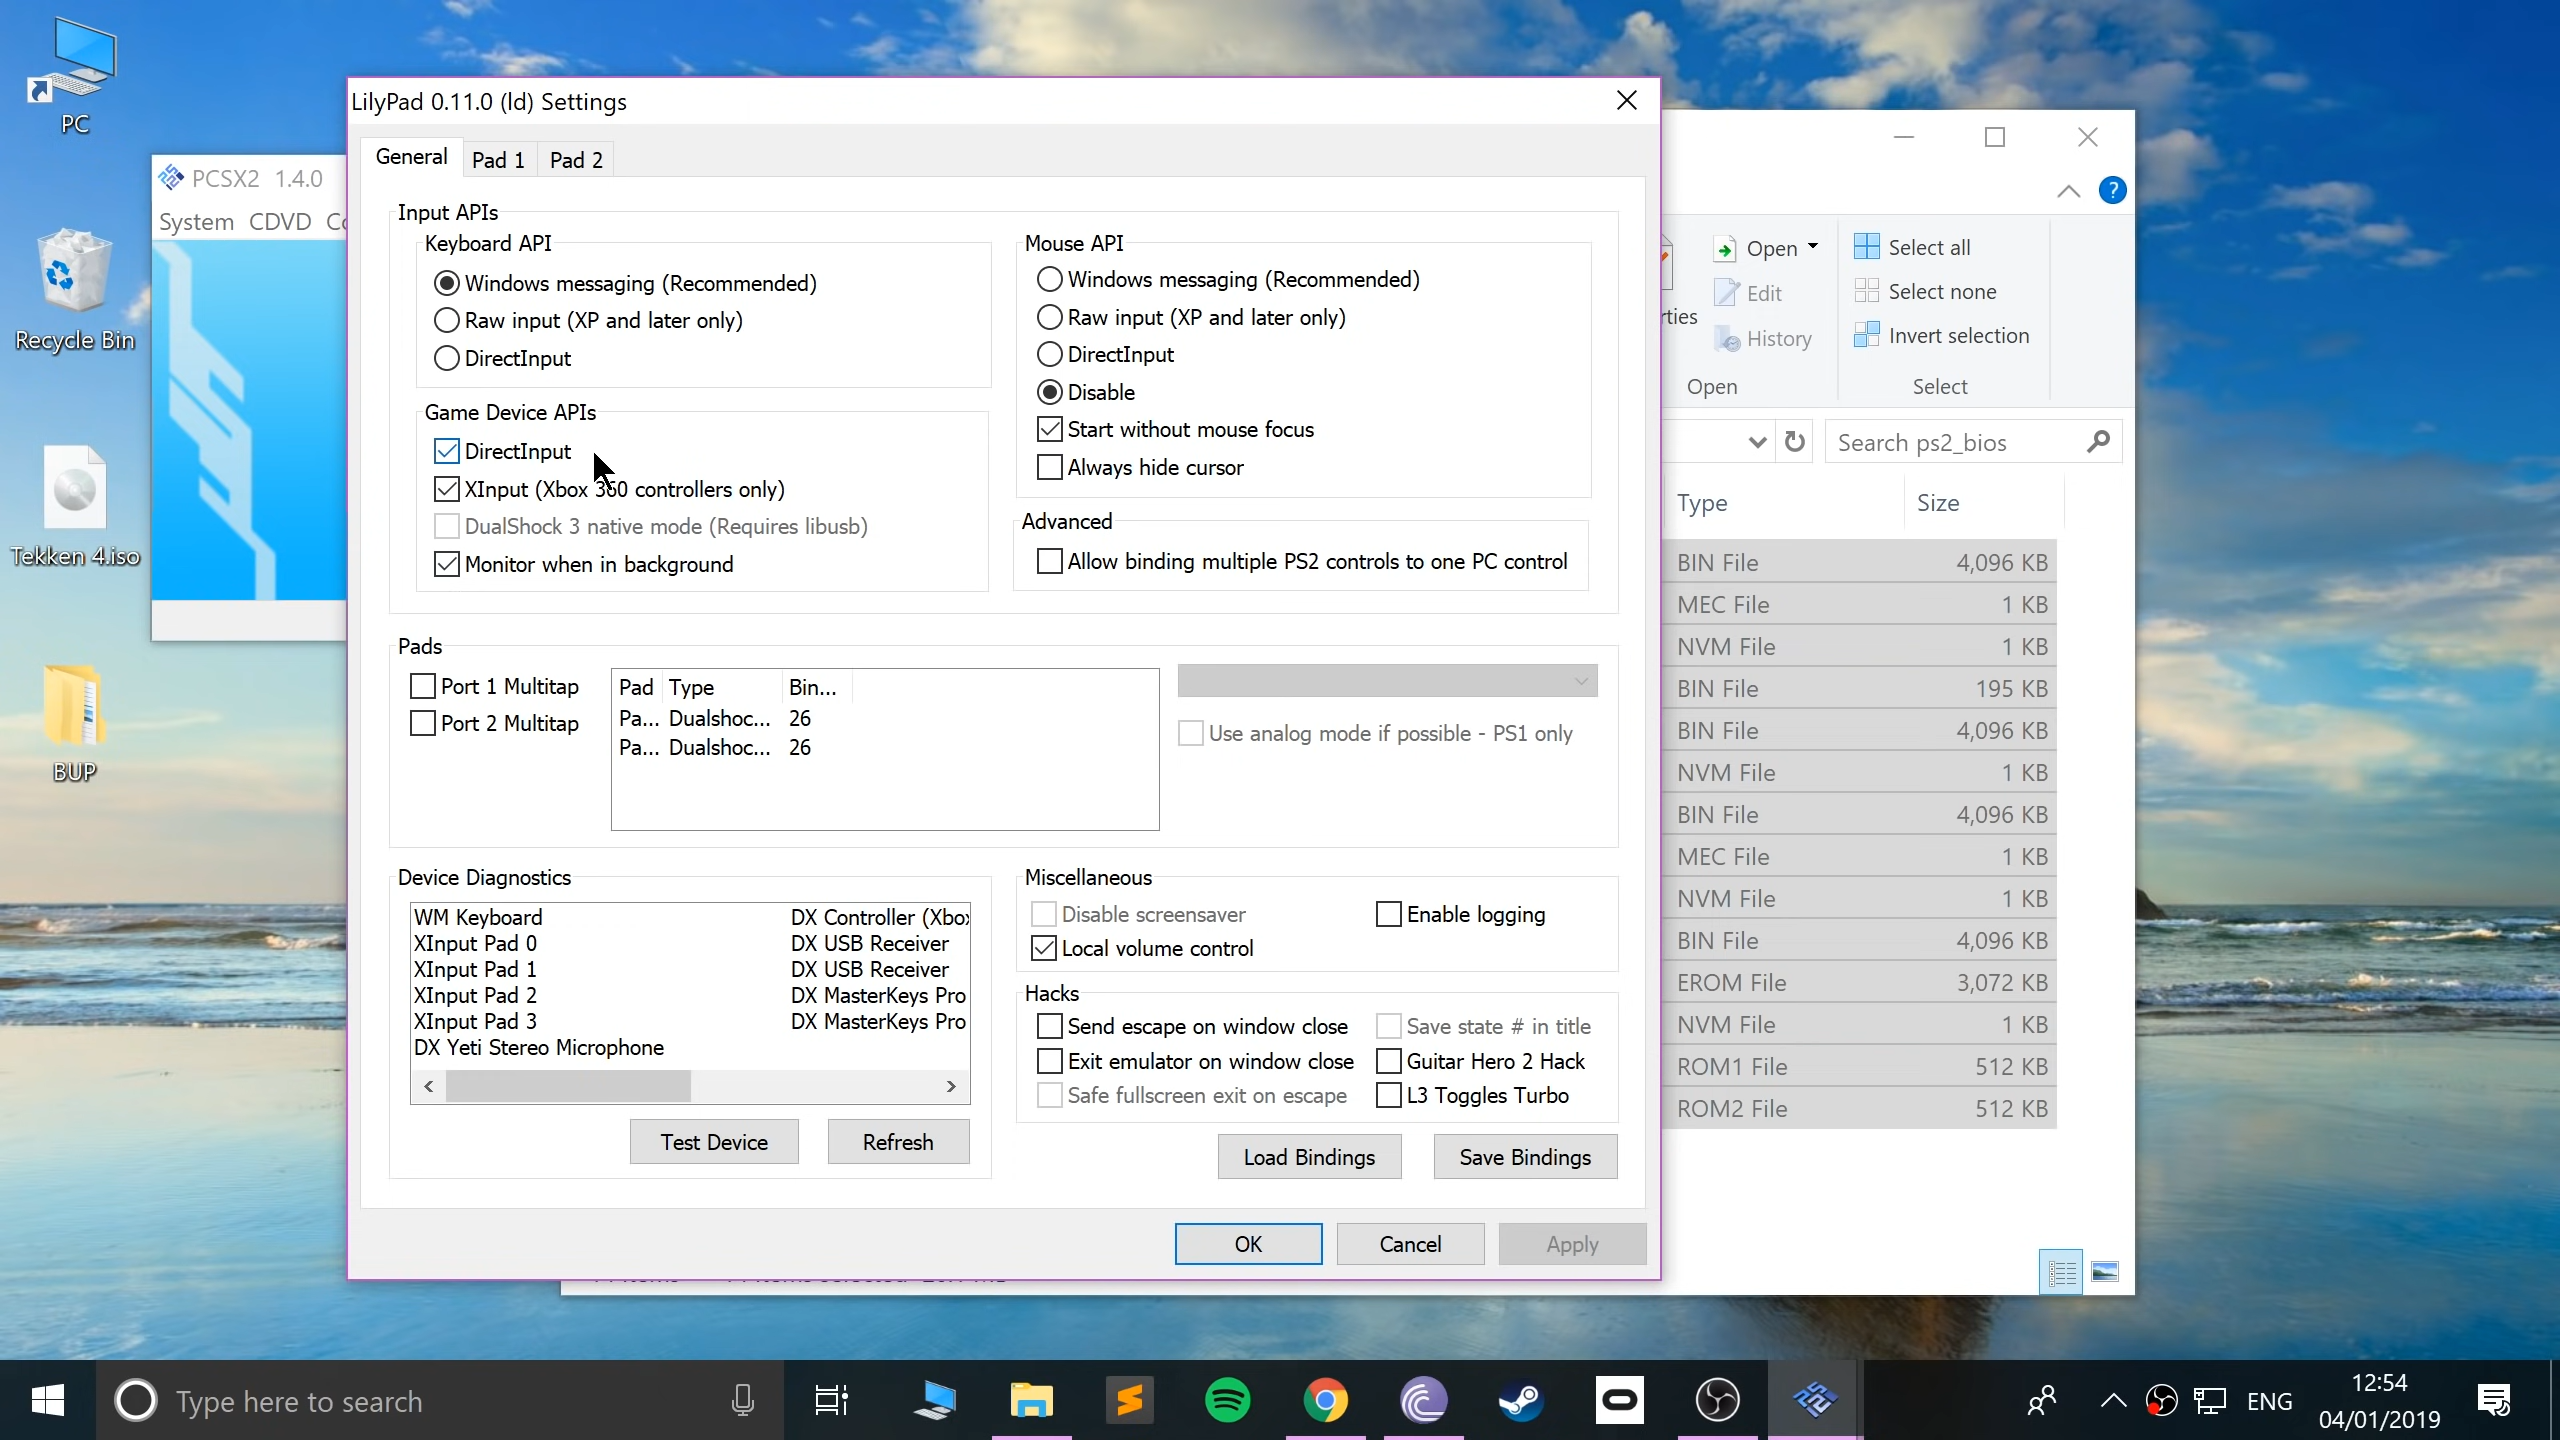 PC
Recycle Bin
Tekken 4.iso
BUP
PCSX2 1.4.0
System CDVD
LilyPad 0.11.0 (ld) Settings
General Pad 1 Pad 2
Input APIs
Keyboard API
Windows messaging (Recommended)
Raw input (XP and later only)
DirectInput
Game Device APIs
DirectInput
XInput (Xbox 360 controllers only)
DualShock 3 native mode (Requires libusb)
Monitor when in background
Mouse API
Windows messaging (Recommended)
Raw input (XP and later only)
DirectInput
Disable
Start without mouse focus
Always hide cursor
Advanced
Allow binding multiple PS2 controls to one PC control
Pads
Port 1 Multitap
Port 2 Multitap
Pad Type Bin...
Pa... Dualshoc... 26
Pa... Dualshoc... 26
Use analog mode if possible - PS1 only
Device Diagnostics
WM Keyboard DX Controller (Xbo
XInput Pad 0 DX USB Receiver
XInput Pad 1 DX USB Receiver
XInput Pad 2 DX MasterKeys Pro
XInput Pad 3 DX MasterKeys Pro
DX Yeti Stereo Microphone
Test Device Refresh
Miscellaneous
Disable screensaver Enable logging
Local volume control
Hacks
Send escape on window close Save state # in title
Exit emulator on window close Guitar Hero 2 Hack
Safe fullscreen exit on escape L3 Toggles Turbo
Load Bindings Save Bindings
OK Cancel Apply
?
Open Select all
Edit Select none
rties History Invert selection
Open Select
Search ps2_bios
Type Size
BIN File 4,096 KB
MEC File 1 KB
NVM File 1 KB
BIN File 195 KB
BIN File 4,096 KB
NVM File 1 KB
BIN File 4,096 KB
MEC File 1 KB
NVM File 1 KB
BIN File 4,096 KB
EROM File 3,072 KB
NVM File 1 KB
ROM1 File 512 KB
ROM2 File 512 KB
Type here to search
ENG
12:54
04/01/2019